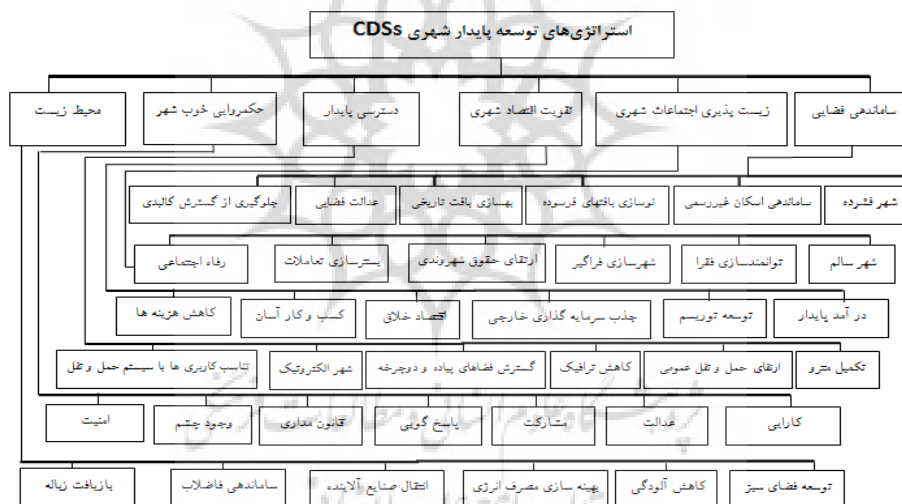 استراتژی‌های توسعه پایدار شهری CDSs
ساماندهی فضایی
زیست پذیری اجتماعات شهری
تقویت اقتصاد شهری
دسترسی پایدار
حکمروایی خوب شهر
محیط زیست
شهر فشرده
ساماندهی اسکان غیررسمی
نوسازی بافتهای فرسوده
بهسازی بافت تاریخی
عدالت فضایی
جلوگیری از گسترش کالبدی
شهر سالم
توانمندسازی فقرا
شهرسازی فراگیر
ارتقای حقوق شهروندی
بسترسازی تعاملات
رفاه اجتماعی
در آمد پایدار
توسعه توریسم
جذب سرمایه گذاری خارجی
اقتصاد خلاق
کسب و کار آسان
کاهش هزینه ها
تکمیل مترو
ارتقای حمل و نقل عمومی
کاهش ترافیک
گسترش فضاهای پیاده و دوچرخه
شهر الکترونیک
تناسب کاربری ها با سیستم حمل و نقل
کارایی
عدالت
مشارکت
پاسخ گویی
قانون مداری
وجود چشم
امنیت
توسعه فضای سبز
کاهش آلودگی
بهینه سازی مصرف انرژی
انتقال صنایع آلاینده
ساماندهی فاضلاب
بازیافت زباله
پژوهشگاه علوم انسانی و مطالعات فرهنگی